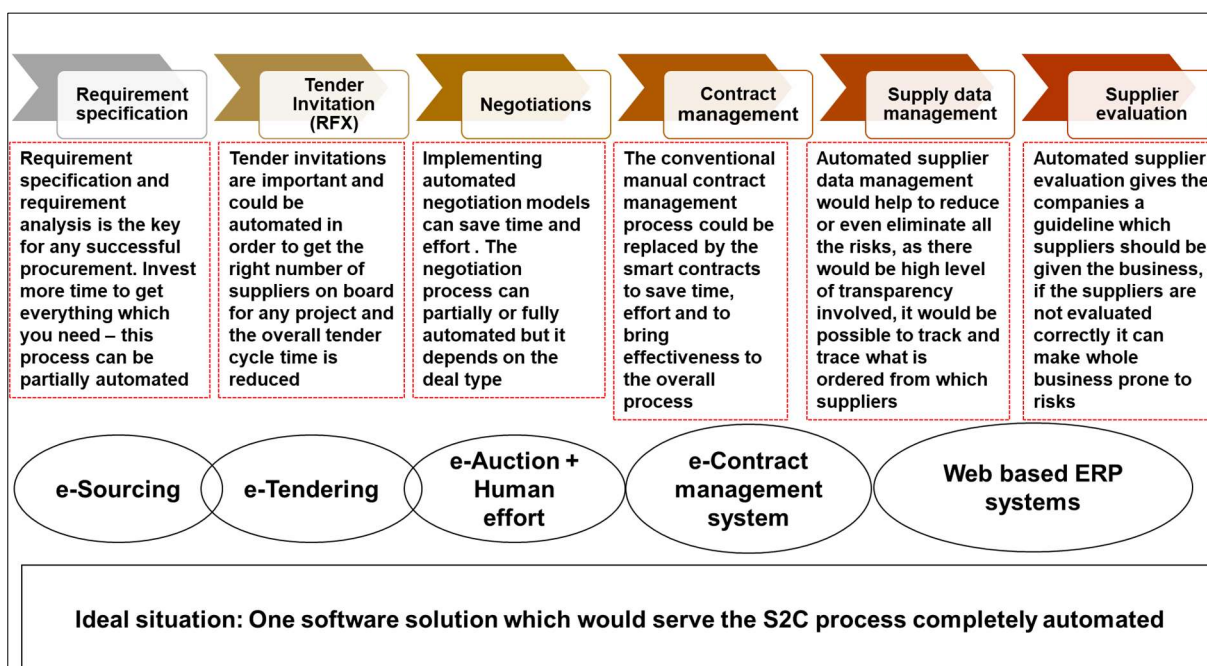 Requirement
specification
Tender
Invitation
(RFX)
Negotiations
Contract
management
Supply data
management
Supplier
evaluation
Requirement
specification and
requirement
analysis is the key
for any successful
procurement. Invest
more time to get
everything which
you need – this
process can be
partially automated
Tender invitations
are important and
could be
automated in
order to get the
right number of
suppliers on board
for any project and
the overall tender
cycle time is
reduced
Implementing
automated
negotiation models
can save time and
effort . The
negotiation
process can
partially or fully
automated but it
depends on the
deal type
The conventional
manual contract
management
process could be
replaced by the
smart contracts
to save time,
effort and to
bring
effectiveness to
the overall
process
Automated supplier
data management
would help to reduce
or even eliminate all
the risks, as there
would be high level
of transparency
involved, it would be
possible to track and
trace what is
ordered from which
suppliers
Automated supplier
evaluation gives the
companies a
guideline which
suppliers should be
given the business,
if the suppliers are
not evaluated
correctly it can
make whole
business prone to
risks
e-Sourcing
e-Tendering
e-Auction +
Human
effort
e-Contract
management
system
Web based ERP
systems
Ideal situation: One software solution which would serve the S2C process completely automated